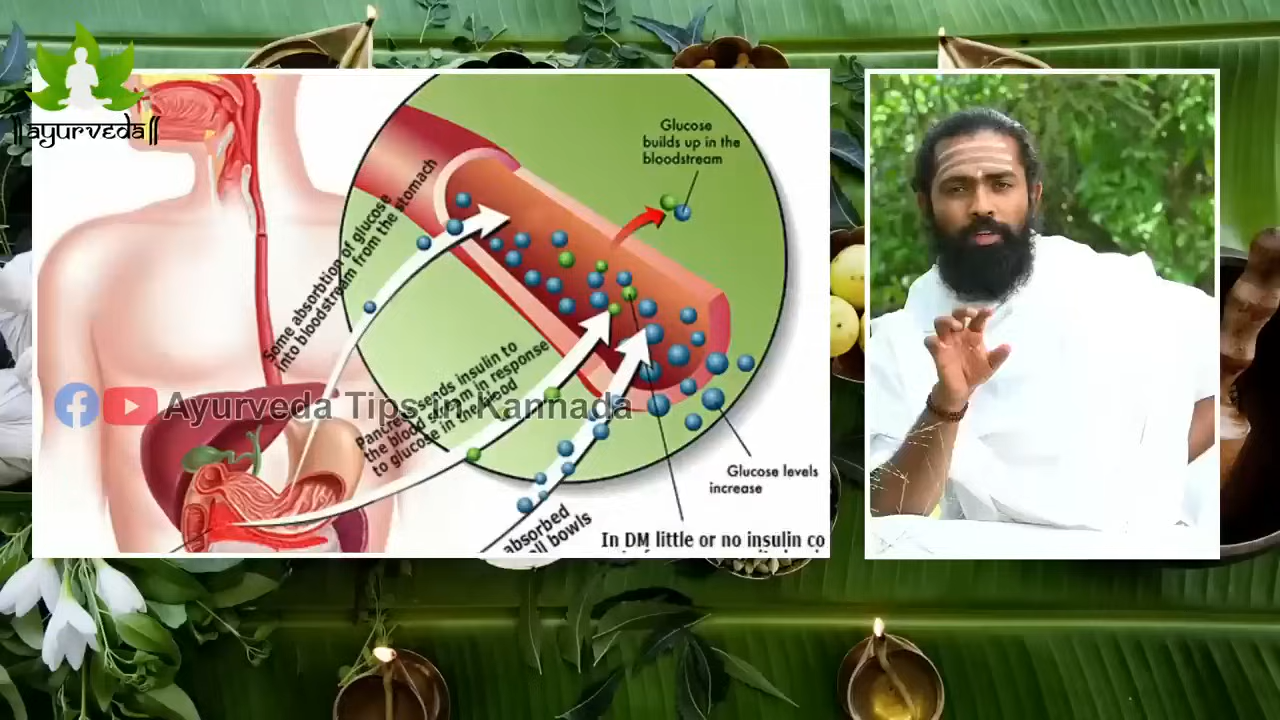 ||ayurveda||
Glucose
builds up in the
bloodstream
Some absorbtion of glucose
into bloodstream from the stomach
Pancreas sends insulin to
the blood stream in response
to glucose in the blood
Ayurveda Tips in Kannada
Glucose levels
increase
absorbed
bowls
In DM little or no insulin co